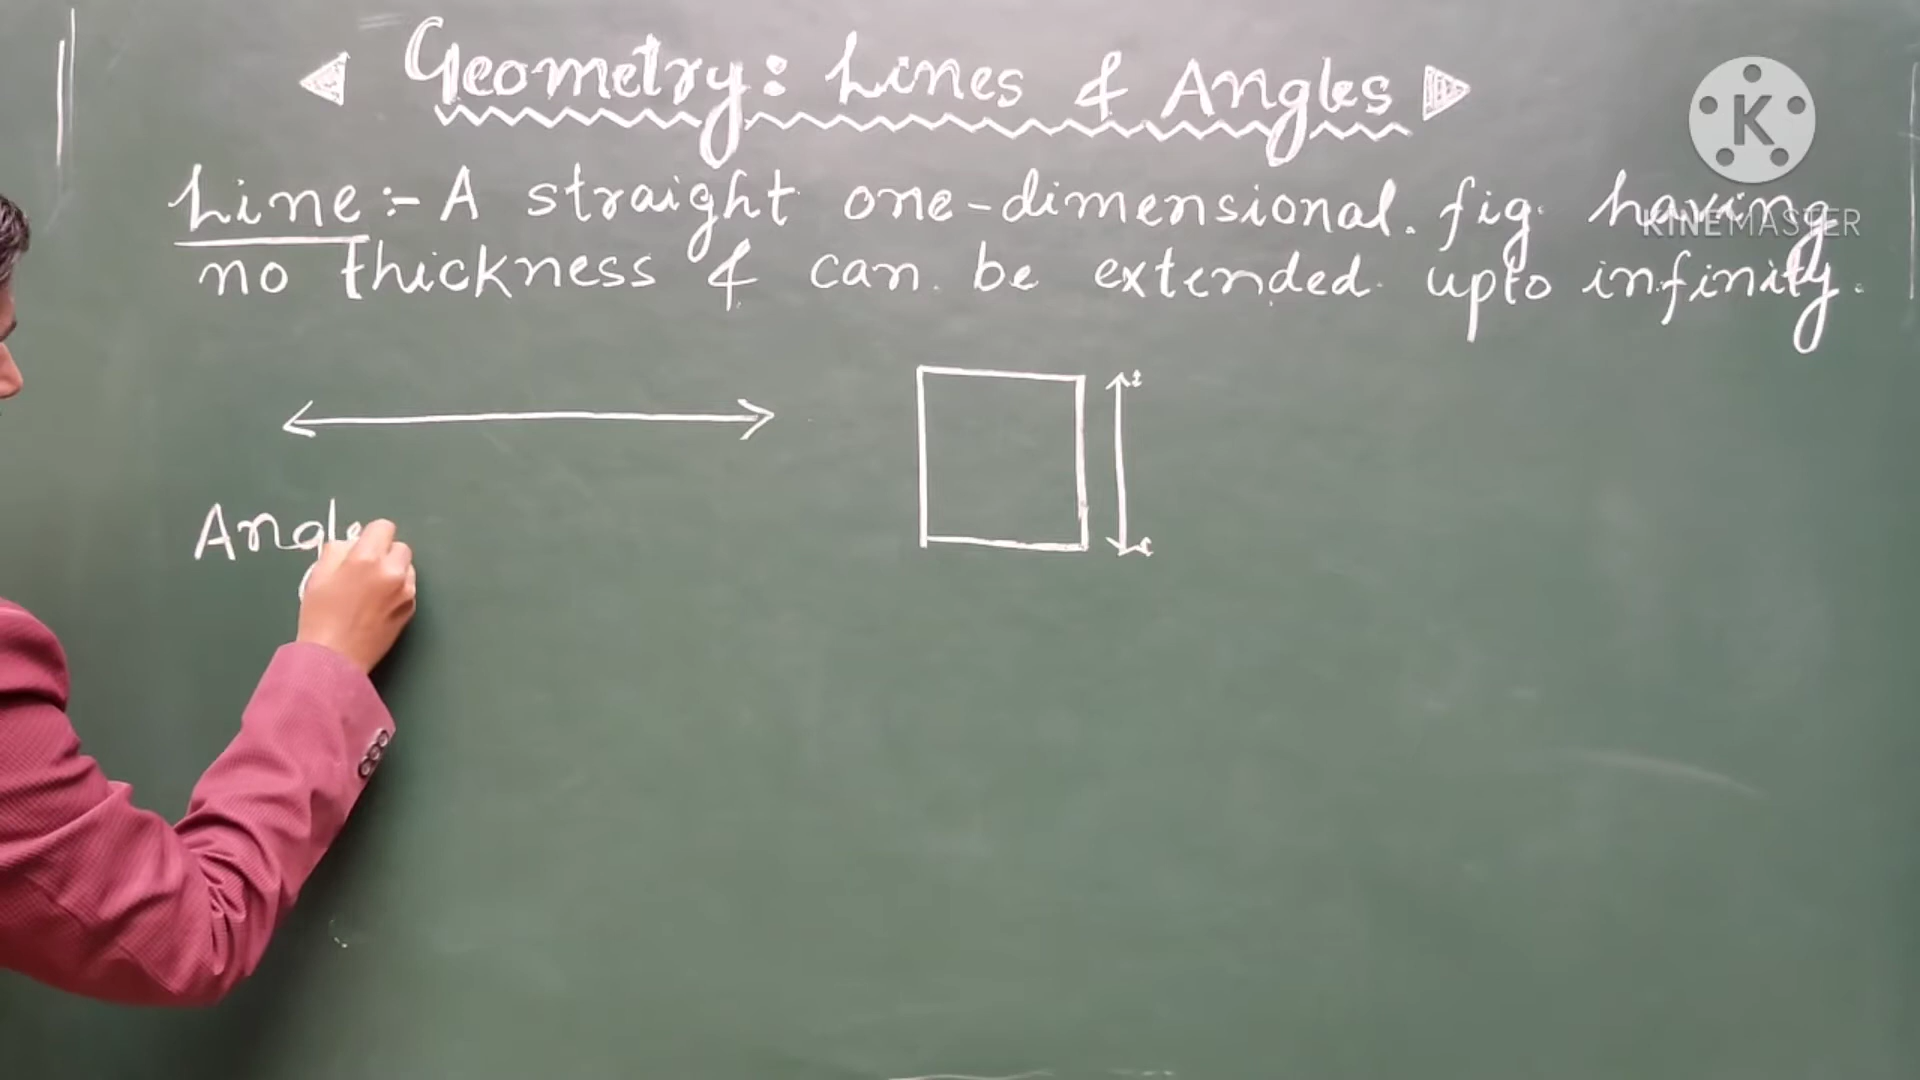 Geometry: Lines & Angles
Line :- A straight one-dimensional. fig. having
no thickness & can be extended upto infinity.
Angle
K
KINEMASTER